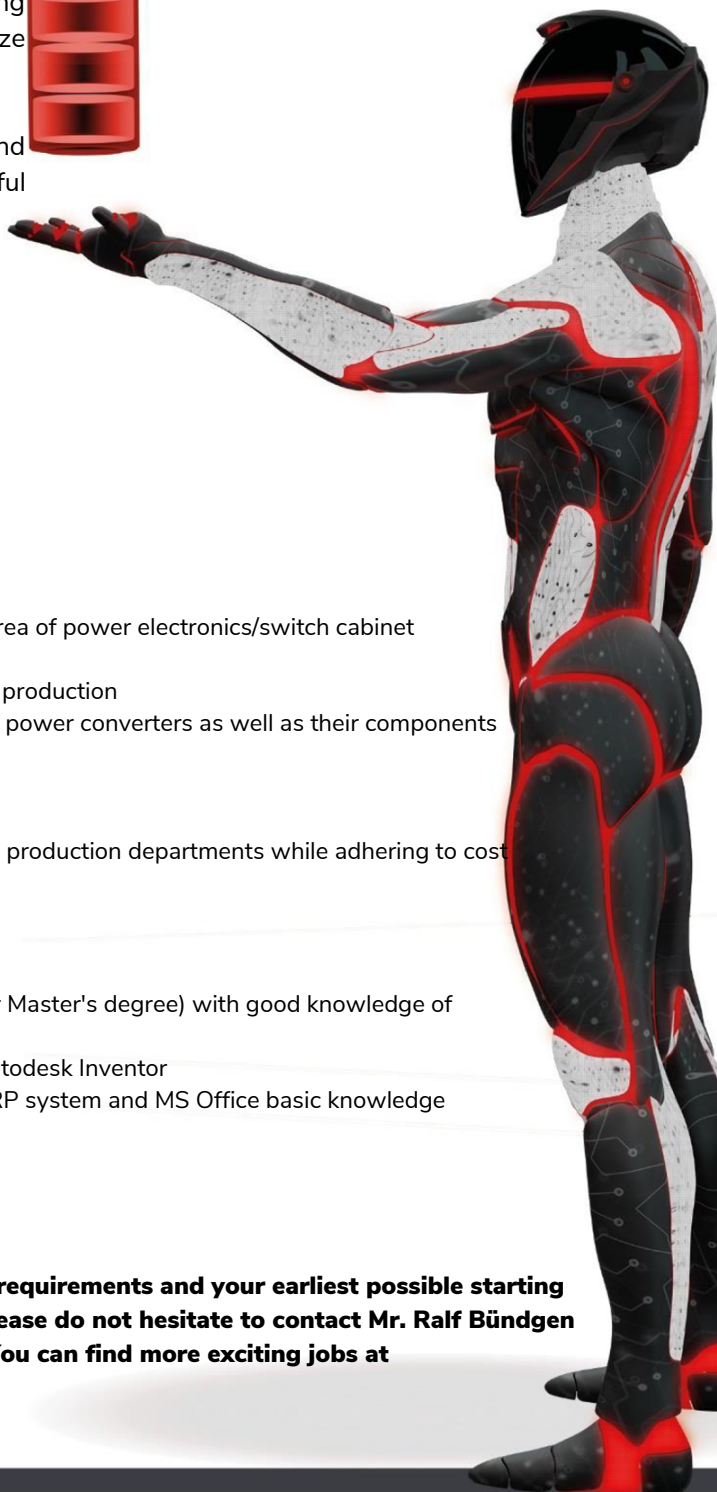 ng
ze
nd
ful
rea of power electronics/switch cabinet
production
power converters as well as their components
production departments while adhering to cost
Master's degree) with good knowledge of
todesk Inventor
RP system and MS Office basic knowledge
requirements and your earliest possible starting
ease do not hesitate to contact Mr. Ralf Bündgen
You can find more exciting jobs at